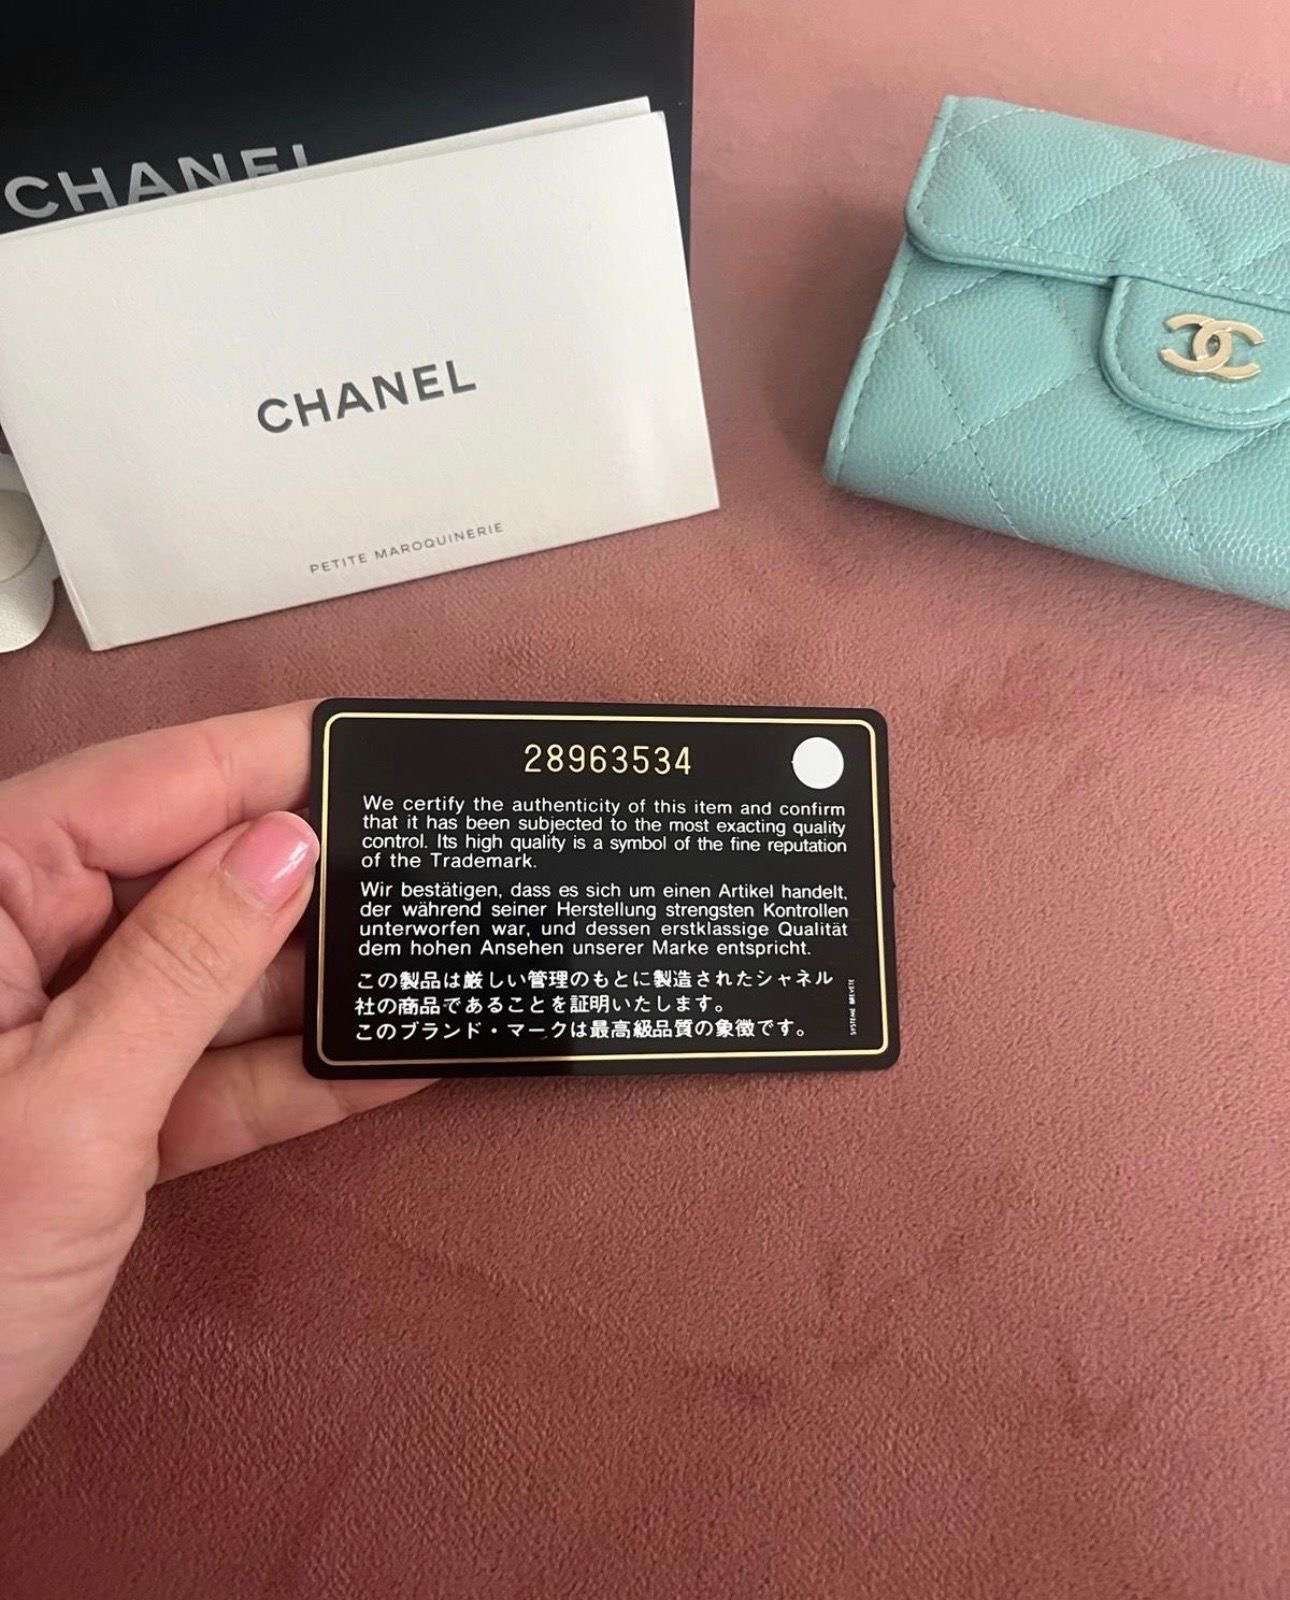 CHANEL
CHANEL
PETITE MAROQUINERIE
28963534
We certify the authenticity of this item and confirm
that it has been subjected to the most exacting quality
control. Its high quality is a symbol of the fine reputation
of the Trademark.
Wir bestätigen, dass es sich um einen Artikel handelt,
der während seiner Herstellung strengsten Kontrollen
unterworfen war, und dessen erstklassige Qualität
dem hohen Ansehen unserer Marke entspricht.
この製品は厳しい管理のもとに製造されたシャネル
社の商品であることを証明いたします。
このブランド・マークは最高級品質の象徴です。
SYSTEME BREVETE